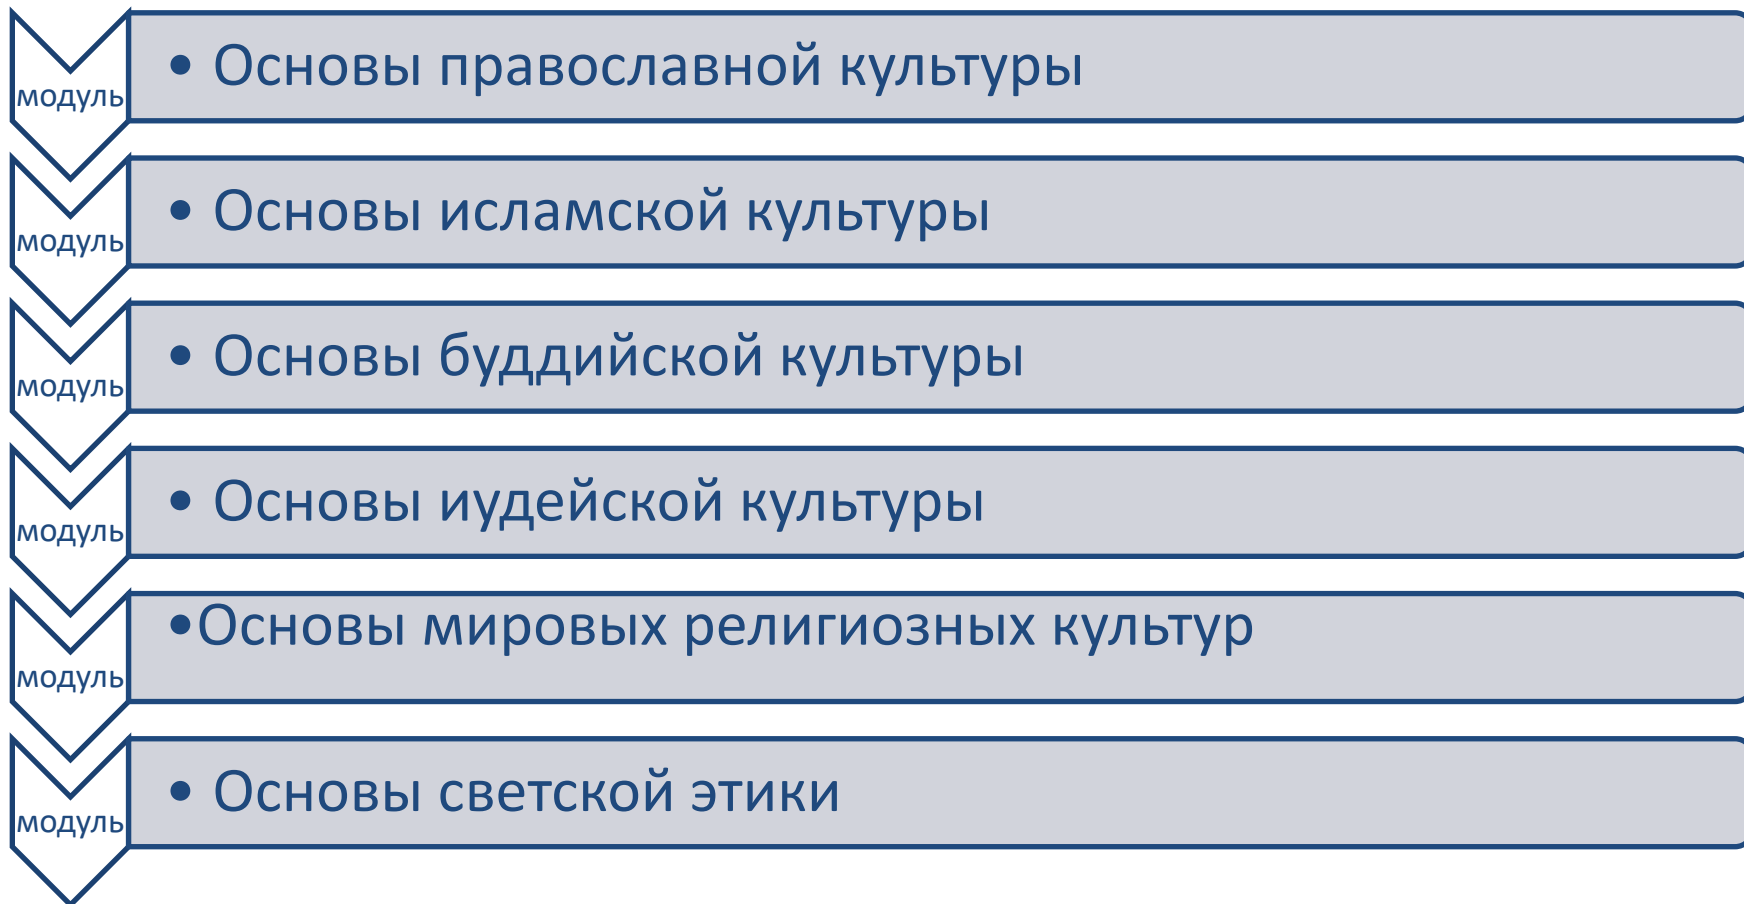 модуль
• Основы православной культуры
модуль
• Основы исламской культуры
модуль
• Основы буддийской культуры
модуль
• Основы иудейской культуры
модуль
•Основы мировых религиозных культур
модуль
• Основы светской этики